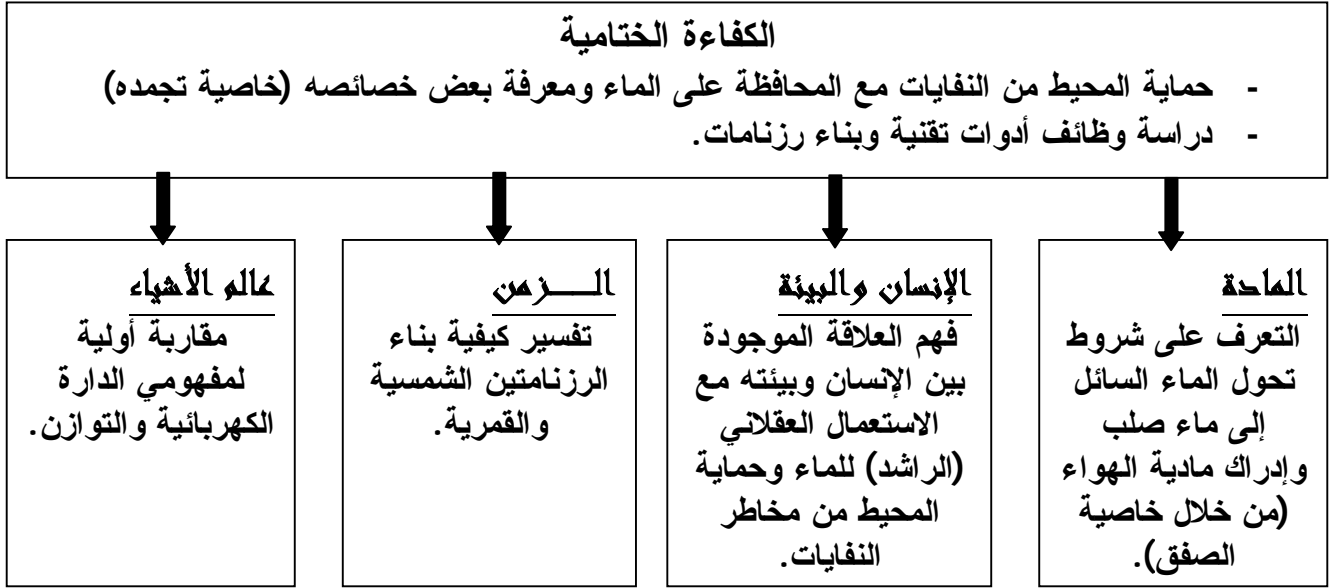 الكفاءة الختامية
- حماية المحيط من النفايات مع المحافظة على الماء ومعرفة بعض خصائصه (خاصية تجمده)
- دراسة وظائف أدوات تقنية وبناء رزنامات.
المادة
التعرف على شروط
تحول الماء السائل
إلى ماء صلب
وإدراك مادية الهواء
(من خلال خاصية
الصفق).
الإنسان والبيئة
فهم العلاقة الموجودة
بين الإنسان وبيئته مع
الاستعمال العقلاني
(الراشد) للماء وحماية
المحيط من مخاطر
النفايات.
الـــــزمن
تفسير كيفية بناء
الرزنامتين الشمسية
والقمرية.
عالم الأشياء
مقاربة أولية
لمفهومي الدارة
الكهربائية والتوازن.